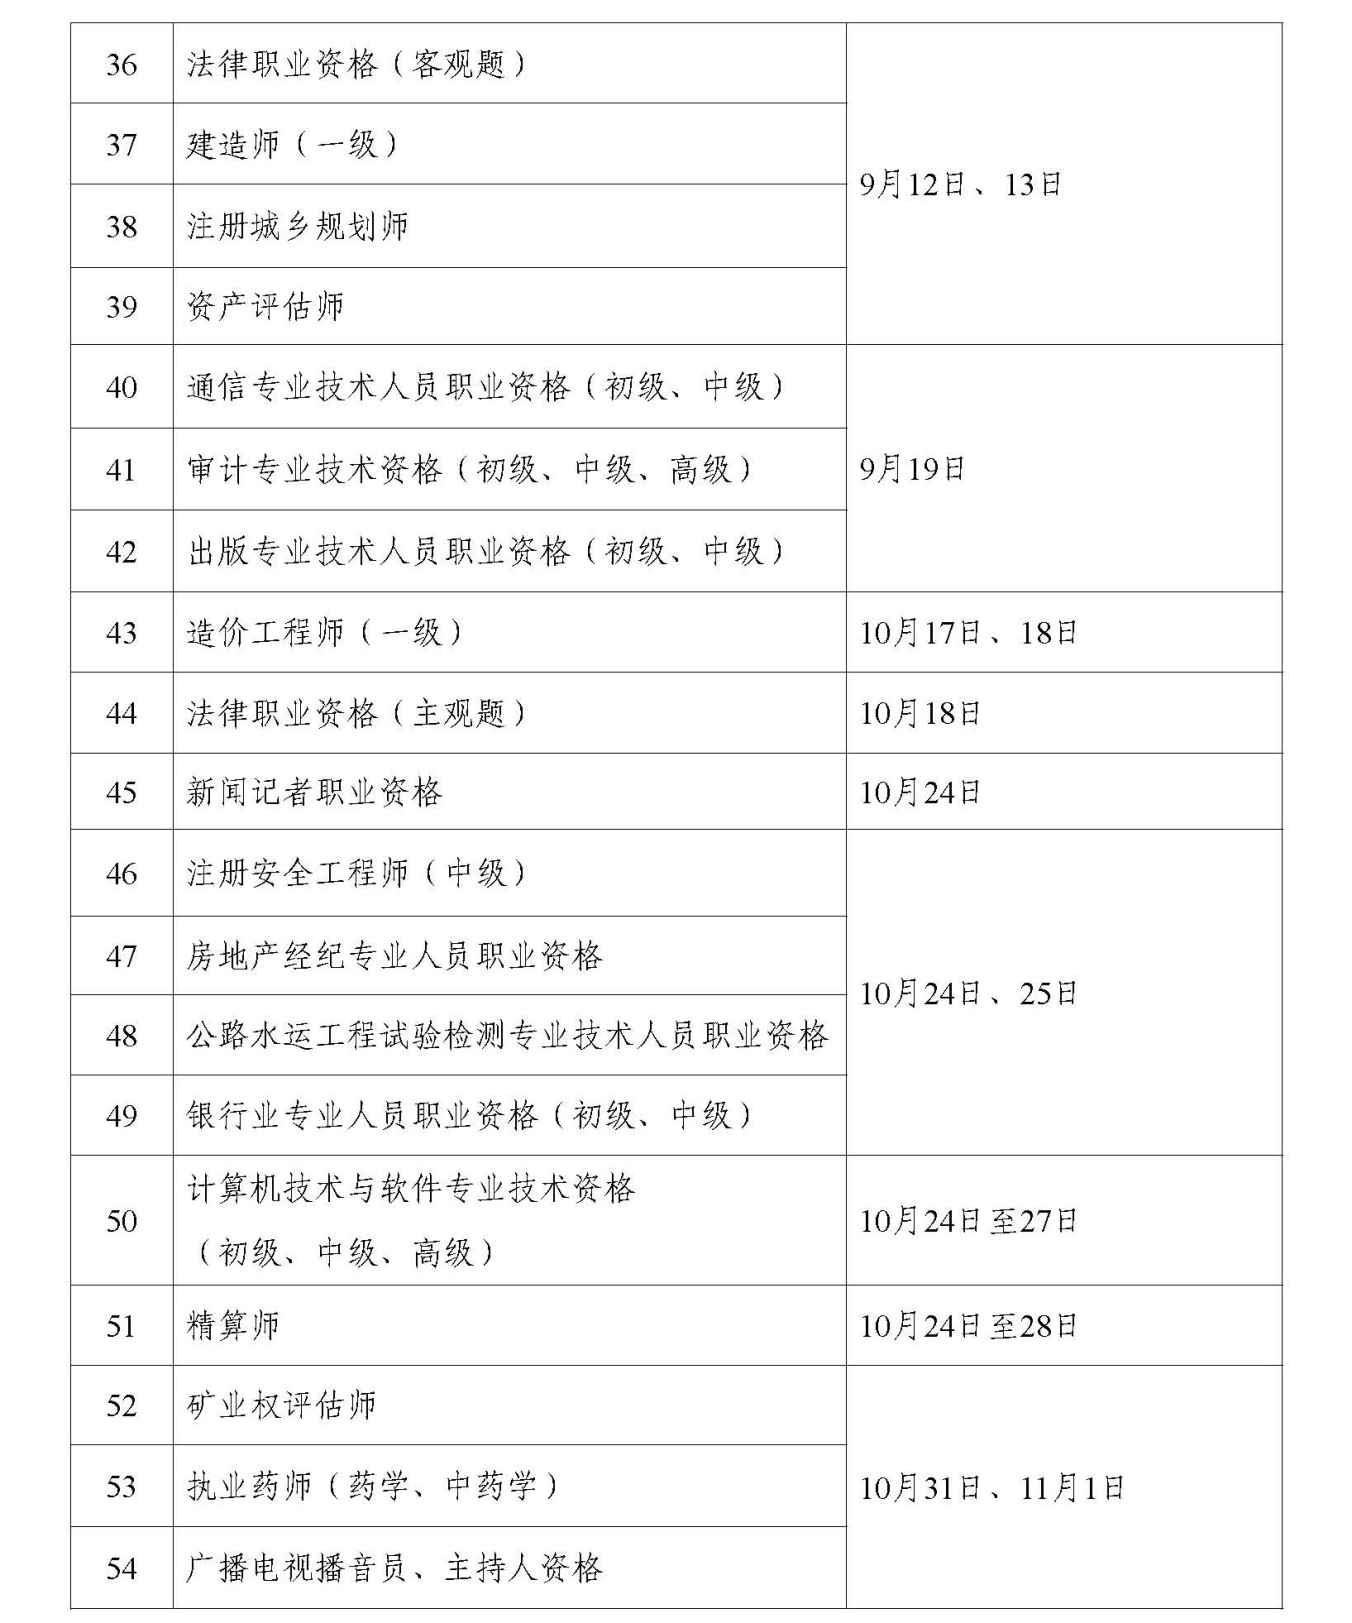 36 法律职业资格（客观题）
37 建造师（一级）
9月12日、13日
38 注册城乡规划师
39 资产评估师
40 通信专业技术人员职业资格（初级、中级）
41 审计专业技术资格（初级、中级、高级） 9月19日
42 出版专业技术人员职业资格（初级、中级）
43 造价工程师（一级） 10月17日、18日
44 法律职业资格（主观题） 10月18日
45 新闻记者职业资格 10月24日
46 注册安全工程师（中级）
47 房地产经纪专业人员职业资格
10月24日、25日
48 公路水运工程试验检测专业技术人员职业资格
49 银行业专业人员职业资格（初级、中级）
50 计算机技术与软件专业技术资格
（初级、中级、高级） 10月24日至27日
51 精算师 10月24日至28日
52 矿业权评估师
53 执业药师（药学、中药学） 10月31日、11月1日
54 广播电视播音员、主持人资格